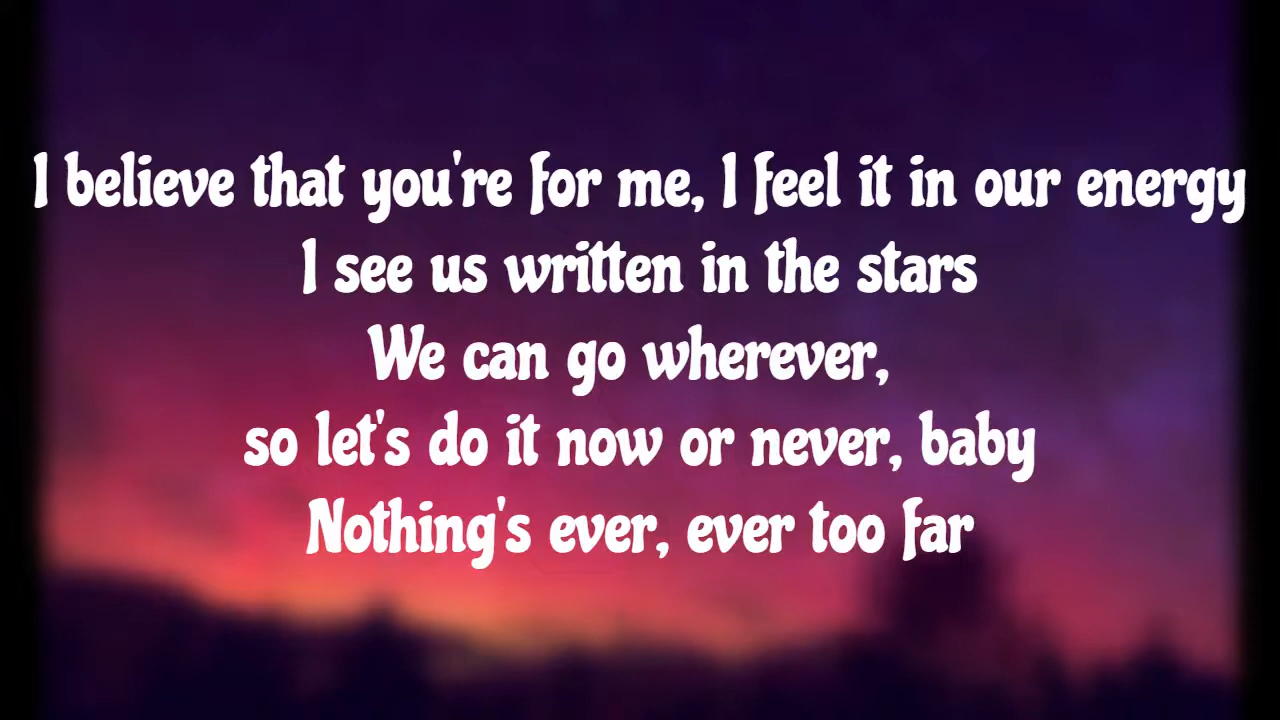 I believe that you're for me, I feel it in our energy
I see us written in the stars
We can go wherever,
so let's do it now or never, baby
Nothing's ever, ever too far